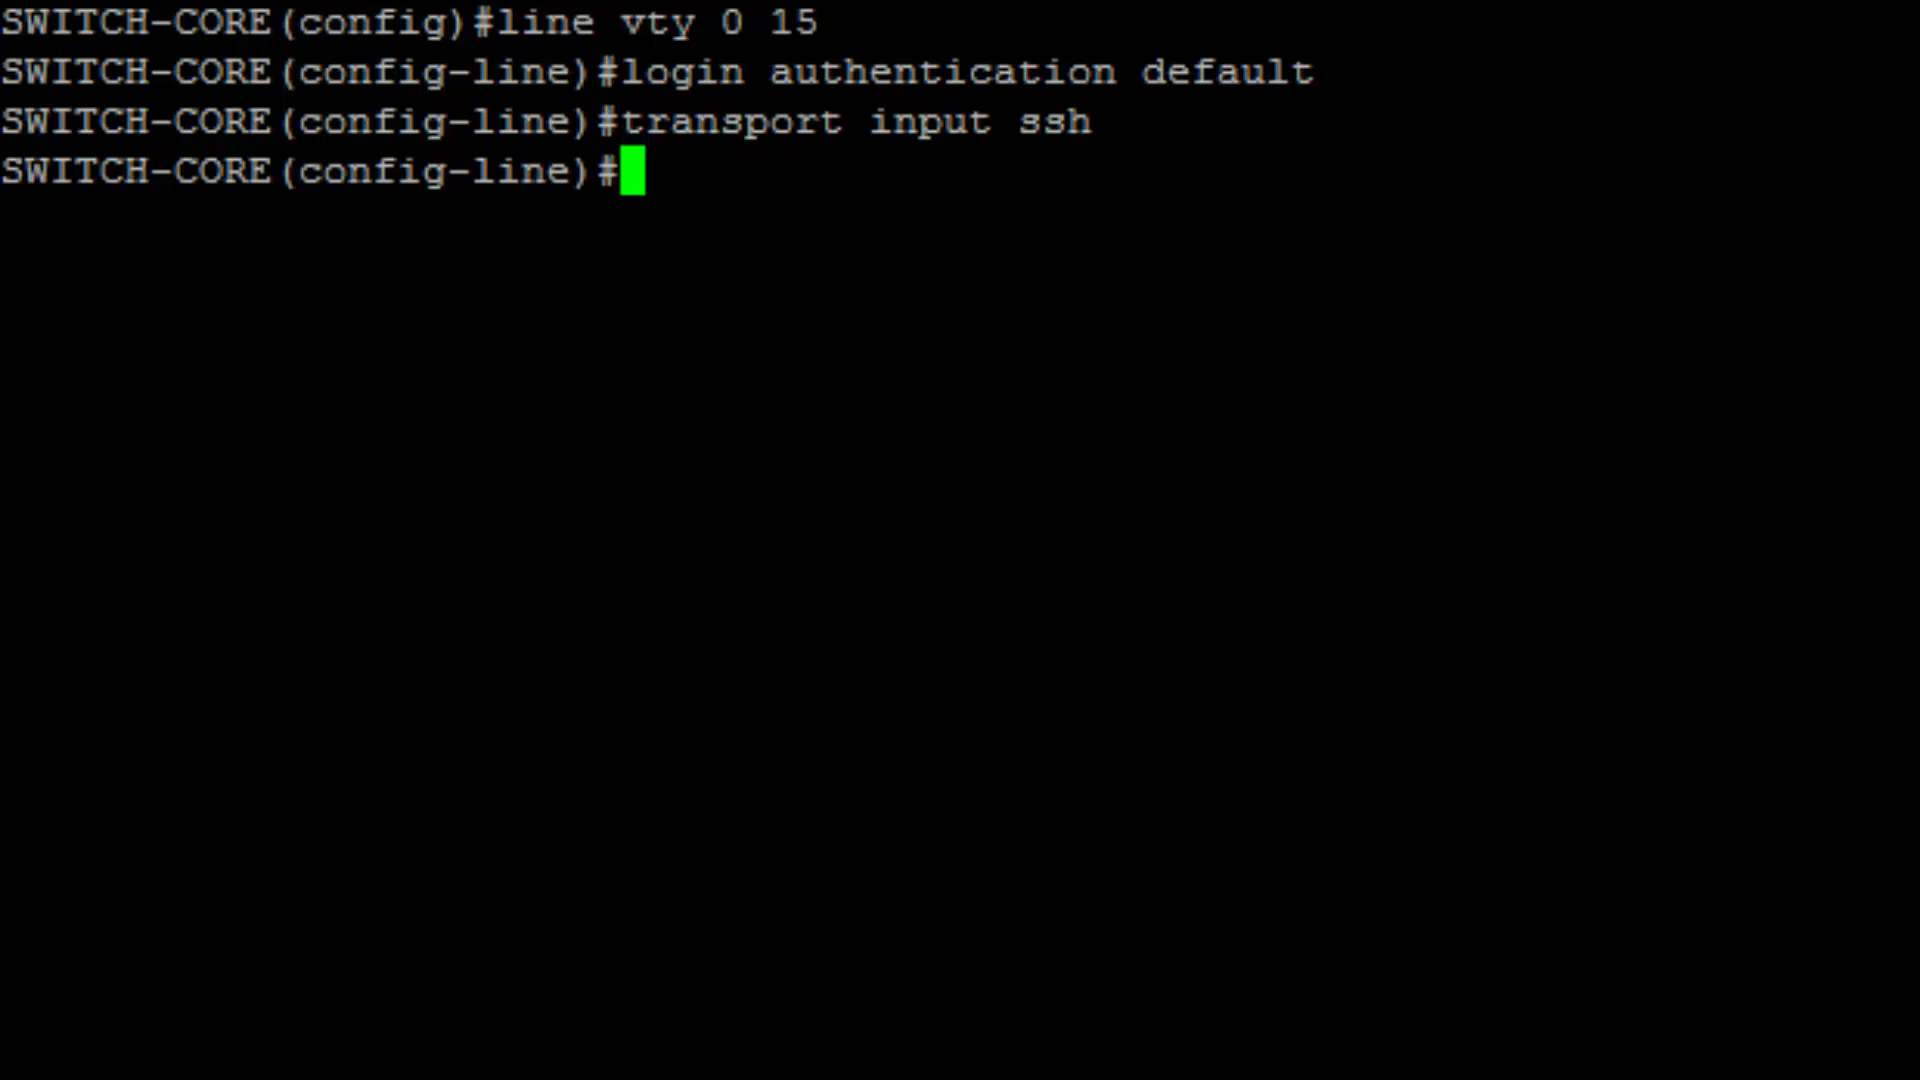 SWITCH-CORE(config)#line vty 0 15
SWITCH-CORE(config-line)#login authentication default
SWITCH-CORE(config-line)#transport input ssh
SWITCH-CORE(config-line)#